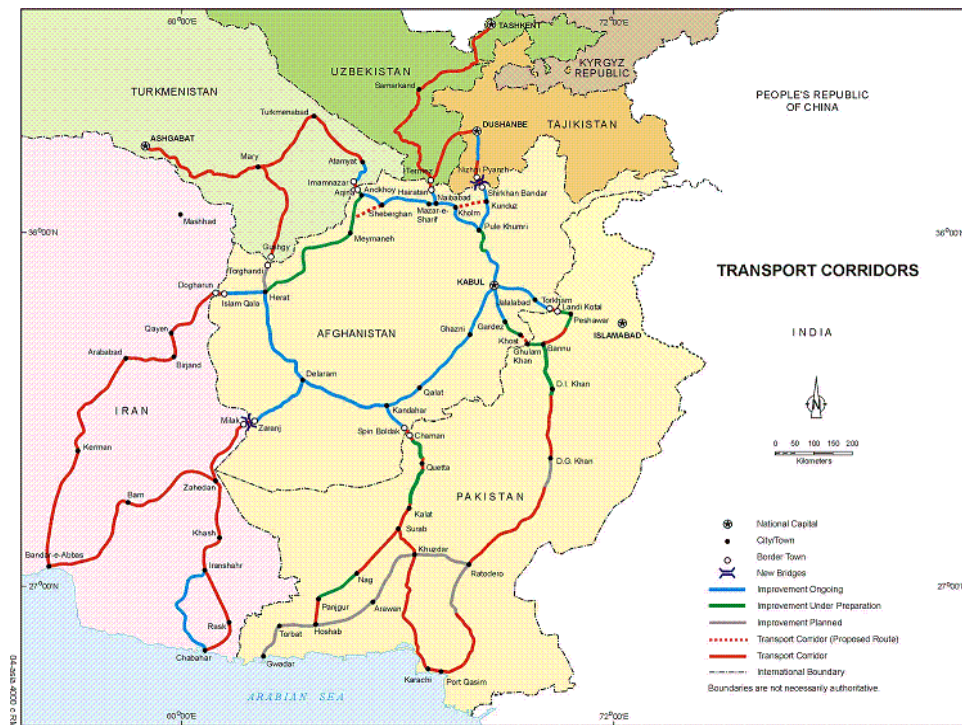 60°00'E
72°00'E
TASHKENT
KYRGYZ
REPUBLIC
UZBEKISTAN
TURKMENISTAN
Samarkand
PEOPLE'S REPUBLIC
OF CHINA
Turkmenabad
DUSHANBE
TAJIKISTAN
ASHGABAT
Mary
Atamyat
Termez
Nizhni Pyanzh
Imamnazar
Aqina
Andkhoy
Hairatan
Naibabad
Shirkhan Bandar
Mashhad
Sheberghan
Mazar-e-
Sharif
Kholm
Kunduz
36°00'N
36°00'N
Meymaneh
Pule Khumri
Gushgy
Torghandi
TRANSPORT CORRIDORS
Dogharun
Islam Qala
Herat
KABUL
Jalalabad
Torkham
Landi Kotal
Peshawar
Qayen
AFGHANISTAN
Ghazni
Gardez
ISLAMABAD
INDIA
Khost
Ghulam
Khan
Bannu
Arababad
Birjand
Delaram
D.I. Khan
Qalat
IRAN
Kandahar
N
Milak
Zaranj
Spin Boldak
Chaman
Kerman
Quetta
D.G. Khan
0 50 100 150 200
Kilometers
Zahedan
Bam
PAKISTAN
Kalat
Surab
National Capital
City/Town
Khash
Khuzdar
Border Town
Bandar-e-Abbas
Iranshahr
Nag
Ratodero
New Bridges
27°00'N
27°00'N
Improvement Ongoing
Panjgur
Arawan
Improvement Under Preparation
Rask
Torbat
Hoshab
Improvement Planned
Transport Corridor (Proposed Route)
Chabahar
Gwadar
Transport Corridor
Karachi
Port Qasim
International Boundary
Boundaries are not necessarily authoritative.
ARABIAN SEA
60°00'E
72°00'E